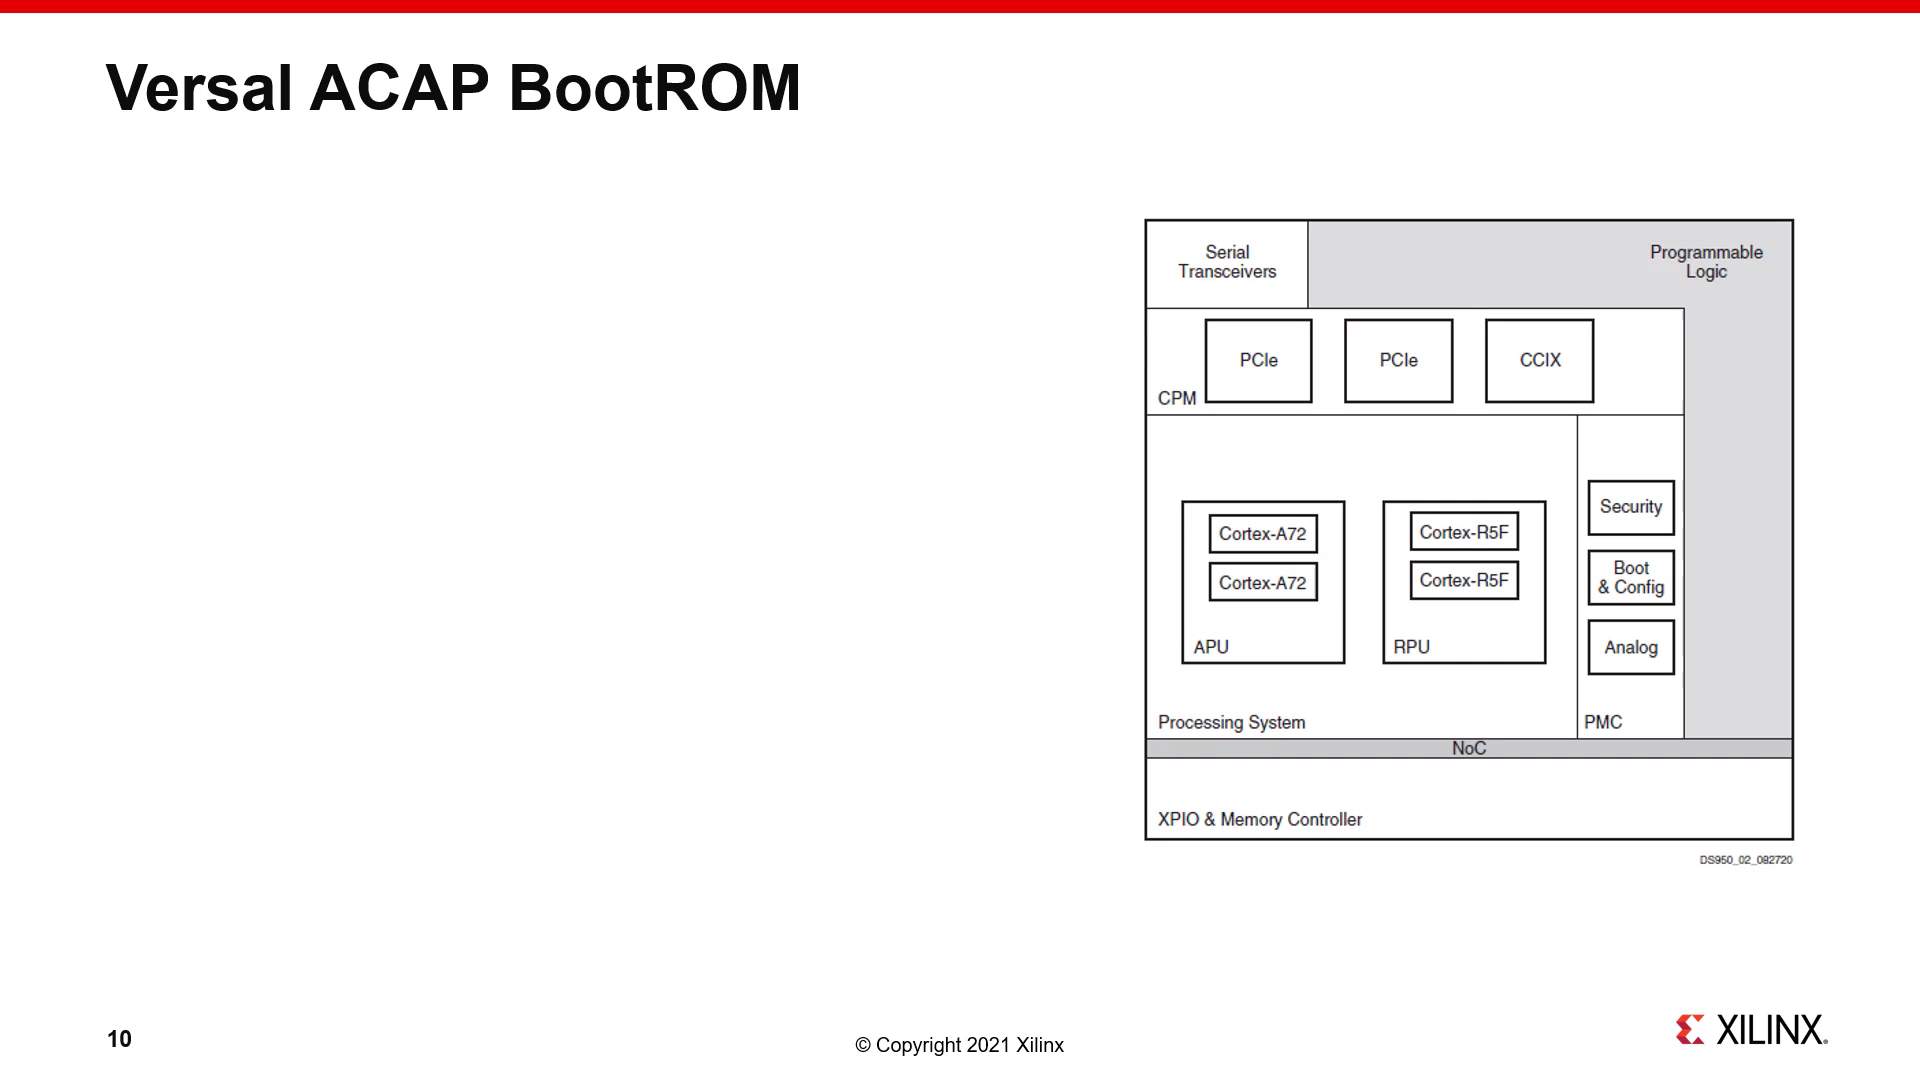 Versal ACAP BootROM
Serial
Transceivers
Programmable
Logic
PCIe
PCIe
CCIX
CPM
Security
Cortex-A72
Cortex-R5F
Boot
& Config
Cortex-A72
Cortex-R5F
APU
RPU
Analog
Processing System
PMC
NoC
XPIO & Memory Controller
DS950_02_082720
10
© Copyright 2021 Xilinx
XILINX®